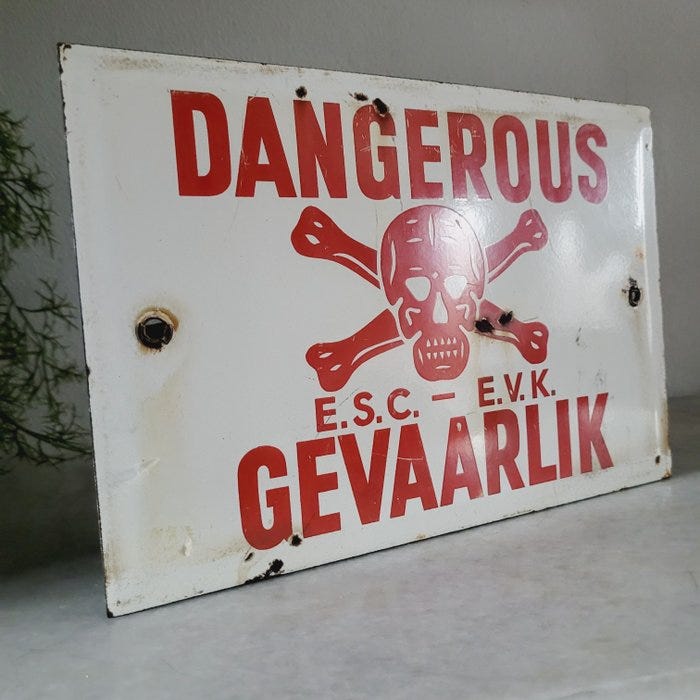 DANGEROUS
E.S.C. – E.V.K.
GEVAARLIK